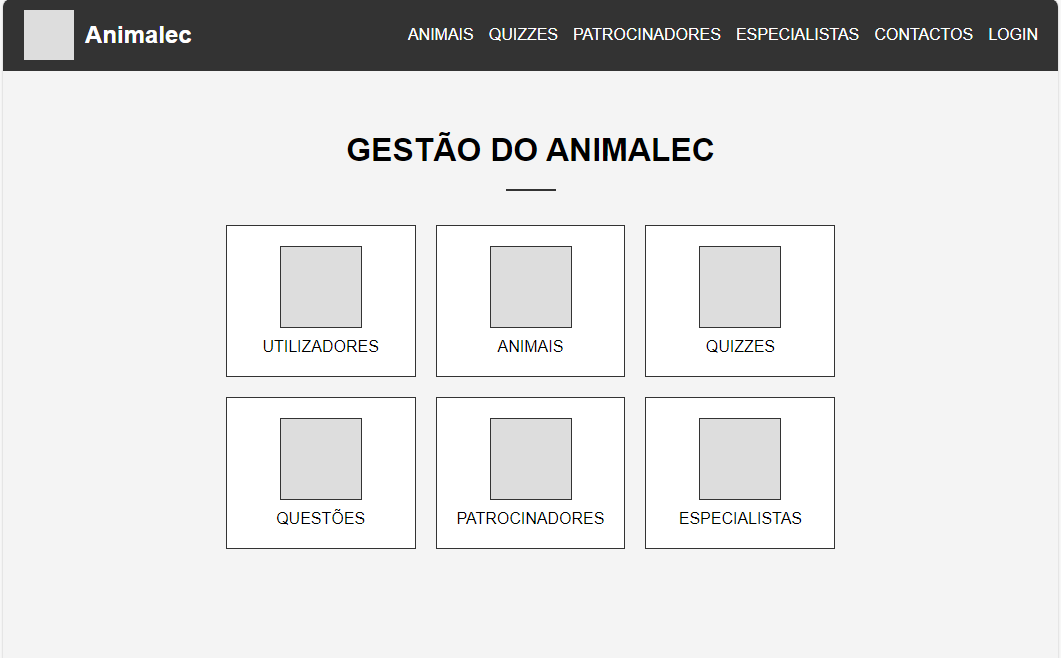 Animalec ANIMAIS QUIZZES PATROCINADORES ESPECIALISTAS CONTACTOS LOGIN
GESTÃO DO ANIMALEC
UTILIZADORES ANIMAIS QUIZZES
QUESTÕES PATROCINADORES ESPECIALISTAS